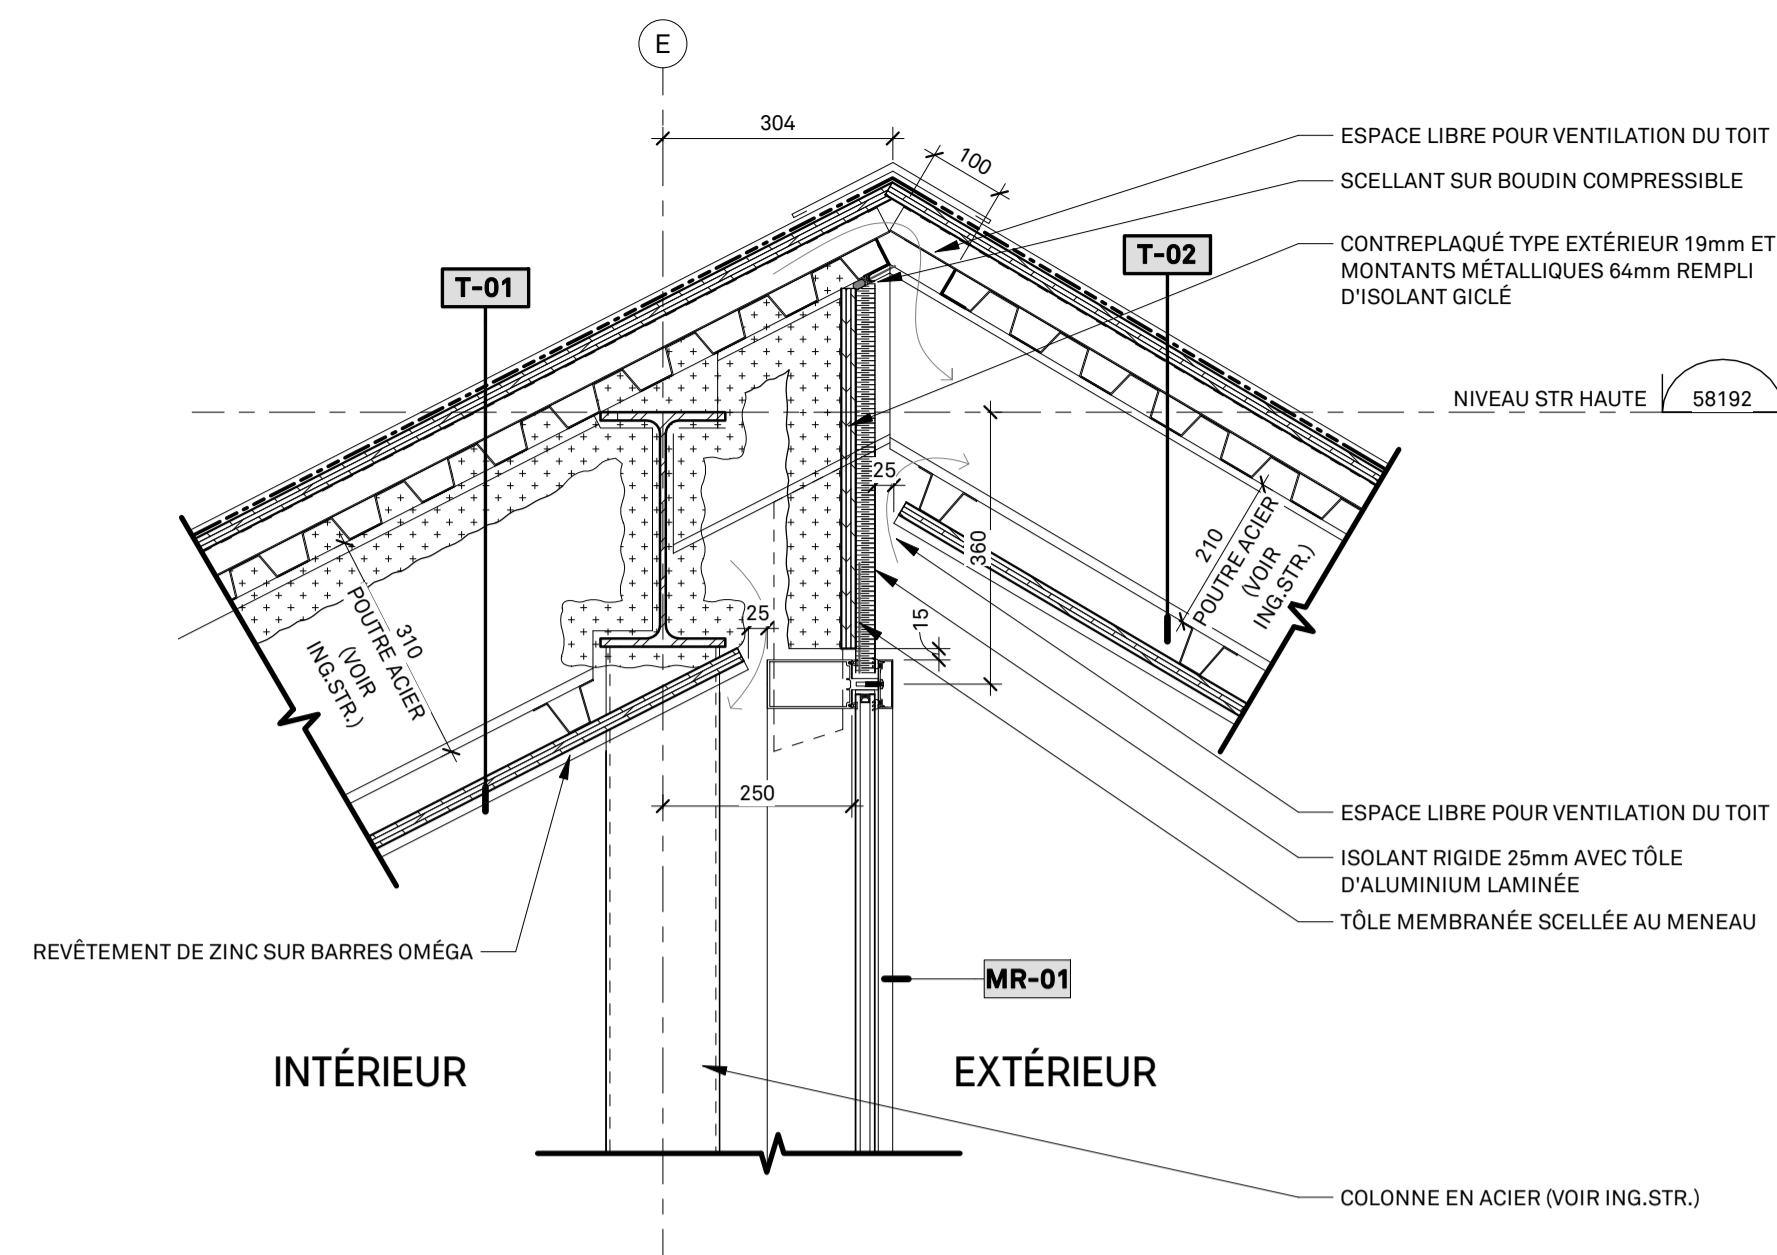 E
304
100
ESPACE LIBRE POUR VENTILATION DU TOIT
SCELLANT SUR BOUDIN COMPRESSIBLE
CONTREPLAQUÉ TYPE EXTÉRIEUR 19mm ET
MONTANTS MÉTALLIQUES 64mm REMPLI
D'ISOLANT GICLÉ
T-01
T-02
NIVEAU STR HAUTE
58192
25
360
210
POUTRE ACIER
(VOIR
ING.STR.)
310
POUTRE ACIER
(VOIR
ING.STR.)
25
15
250
ESPACE LIBRE POUR VENTILATION DU TOIT
ISOLANT RIGIDE 25mm AVEC TÔLE
D'ALUMINIUM LAMINÉE
TÔLE MEMBRANÉE SCELLÉE AU MENEAU
REVÊTEMENT DE ZINC SUR BARRES OMÉGA
MR-01
INTÉRIEUR
EXTÉRIEUR
COLONNE EN ACIER (VOIR ING.STR.)